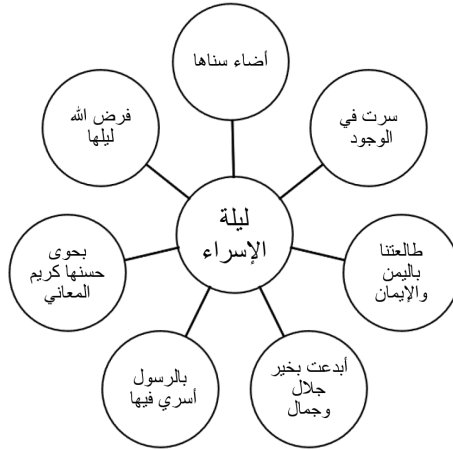 أضاء سناها
سرت في
الوجود
طالعتنا
باليمن
والإيمان
أبدعت بخير
جلال
وجمال
بالرسول
أسري فيها
بحوى
حسنها كريم
المعاني
فرض الله
ليلها
ليلة
الإسراء